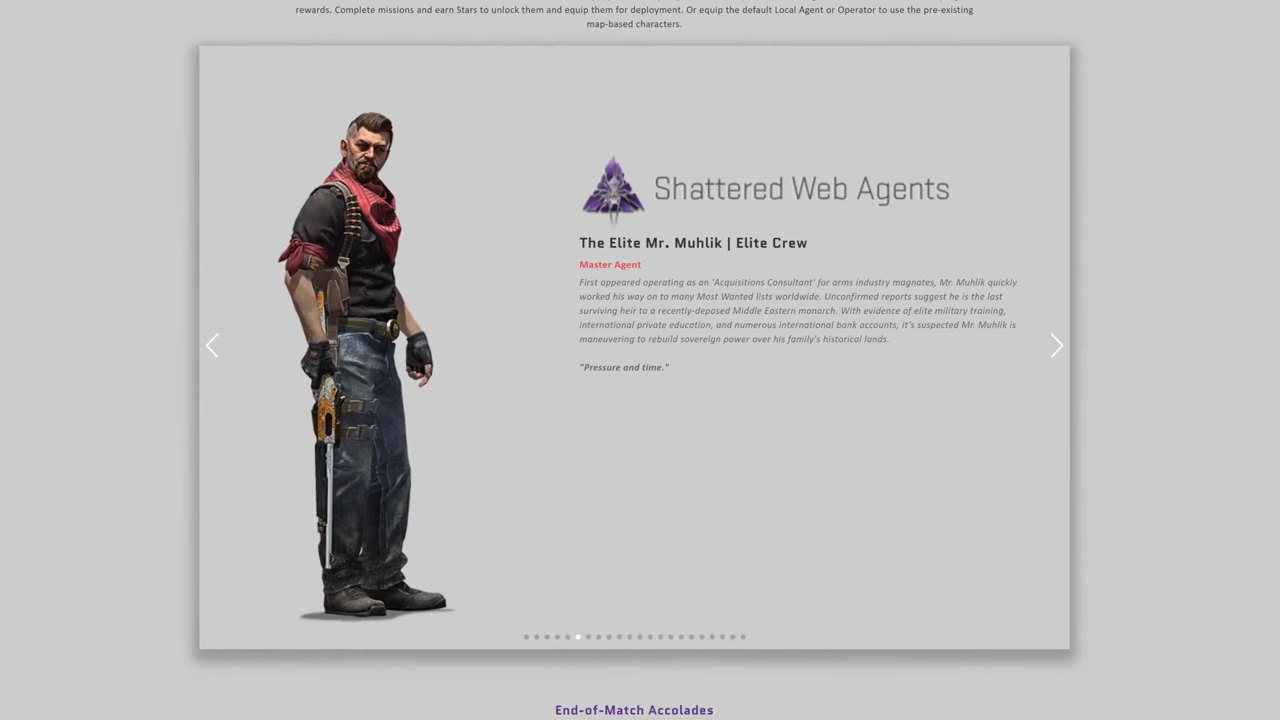 rewards. Complete missions and earn Stars to unlock them and equip them for deployment. Or equip the default Local Agent or Operator to use the pre-existing
map-based characters.
Shattered Web Agents
The Elite Mr. Muhlik | Elite Crew
Master Agent
First appeared operating as an 'Acquisitions Consultant' for arms industry magnates, Mr. Muhlik quickly
worked his way on to many Most Wanted lists worldwide. Unconfirmed reports suggest he is the last
surviving heir to a recently-deposed Middle Eastern monarch. With evidence of elite military training,
international private education, and numerous international bank accounts, it's suspected Mr. Muhlik is
maneuvering to rebuild sovereign power over his family's historical lands.
"Pressure and time."
End-of-Match Accolades